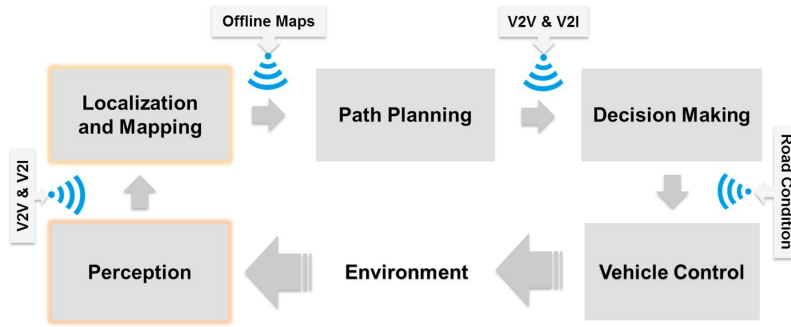 Offline Maps
V2V & V2I
Localization
and Mapping
Path Planning
Decision Making
V2V & V2I
Road Condition
Perception
Environment
Vehicle Control